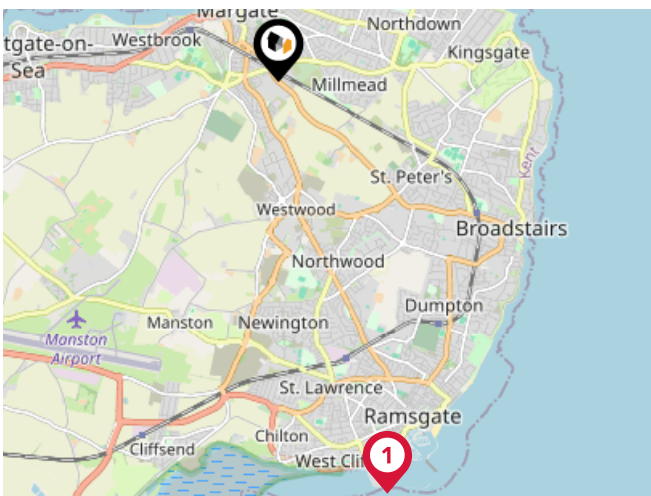 Margate
Northdown
tgate-on-
Sea
Westbrook
Kingsgate
Millmead
Kent
St. Peter's
Westwood
Broadstairs
Northwood
Dumpton
Manston
Newington
Manston
Airport
St. Lawrence
Ramsgate
Chilton
Cliffsend
West Clif
1